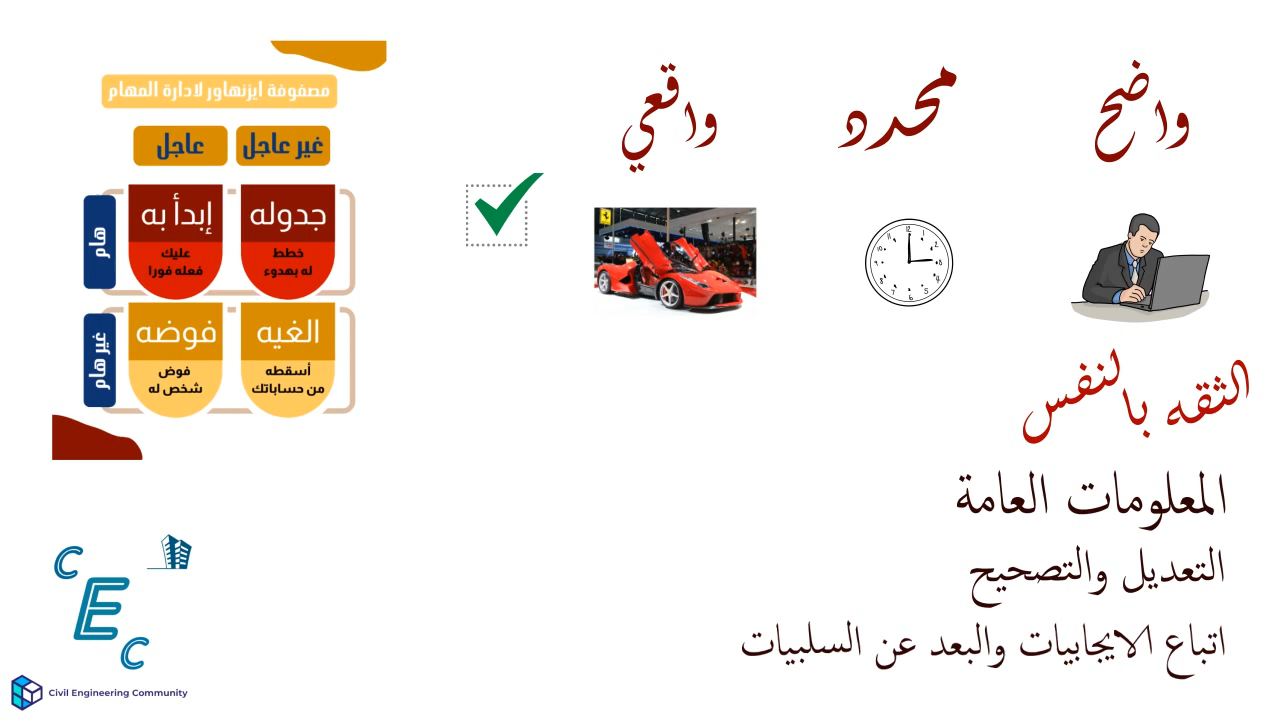 واضح
محدد
واقعي
الثقه بالنفس
المعلومات العامة
التعديل والتصحيح
اتباع الايجابيات والبعد عن السلبيات
مصفوفة ايزنهاور لادارة المهام
غير عاجل
عاجل
هام
جدوله
خطط
له بهدوء
إبدأ به
عليك
فعله فورا
غير هام
الغيه
أسقطه
من حساباتك
فوضه
فوض
شخص له
C
E
C
Civil Engineering Community